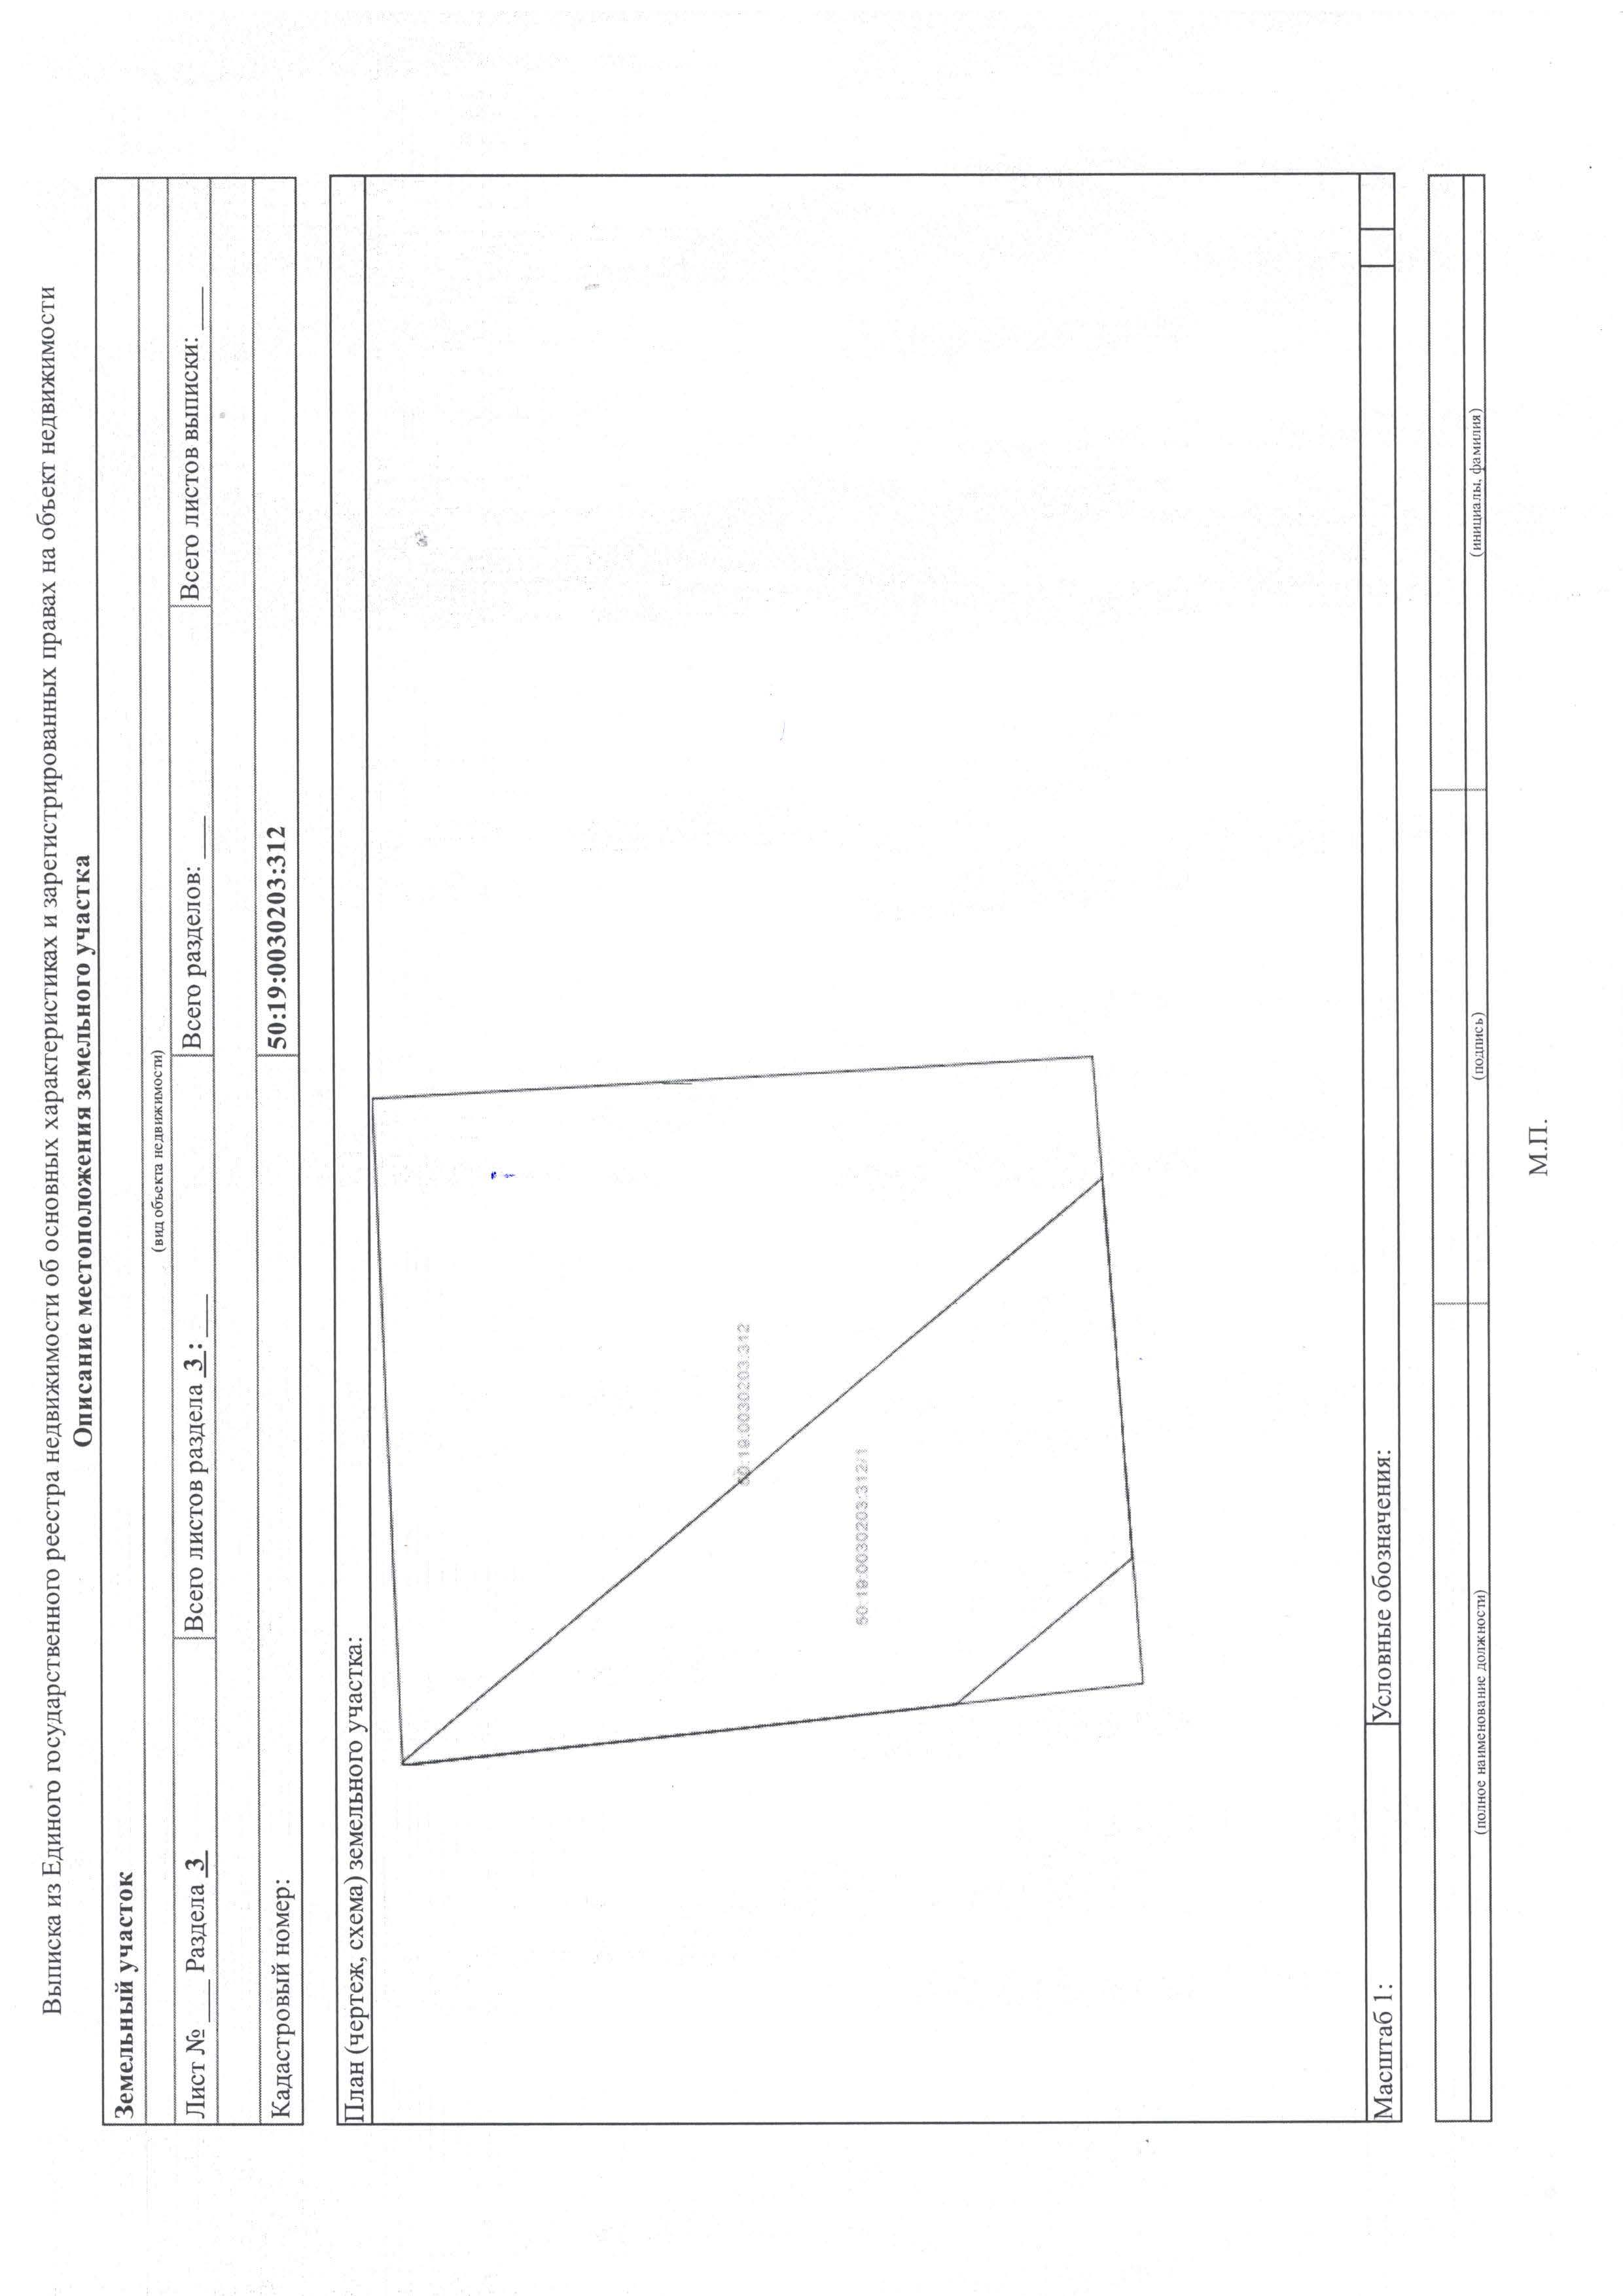 Выписка из Единого государственного реестра недвижимости об основных характеристиках и зарегистрированных правах на объект недвижимости
Описание местоположения земельного участка
Земельный участок
(вид объекта недвижимости)
Лист № ___ Раздела 3 Всего листов раздела 3 : ___ Всего разделов: ___ Всего листов выписки: ___
Кадастровый номер: 50:19:0030203:312
План (чертеж, схема) земельного участка:
50:19:0030203:312
50:19:0030203:312/1
Масштаб 1: Условные обозначения:
(полное наименование должности) (подпись) (инициалы, фамилия)
М.П.